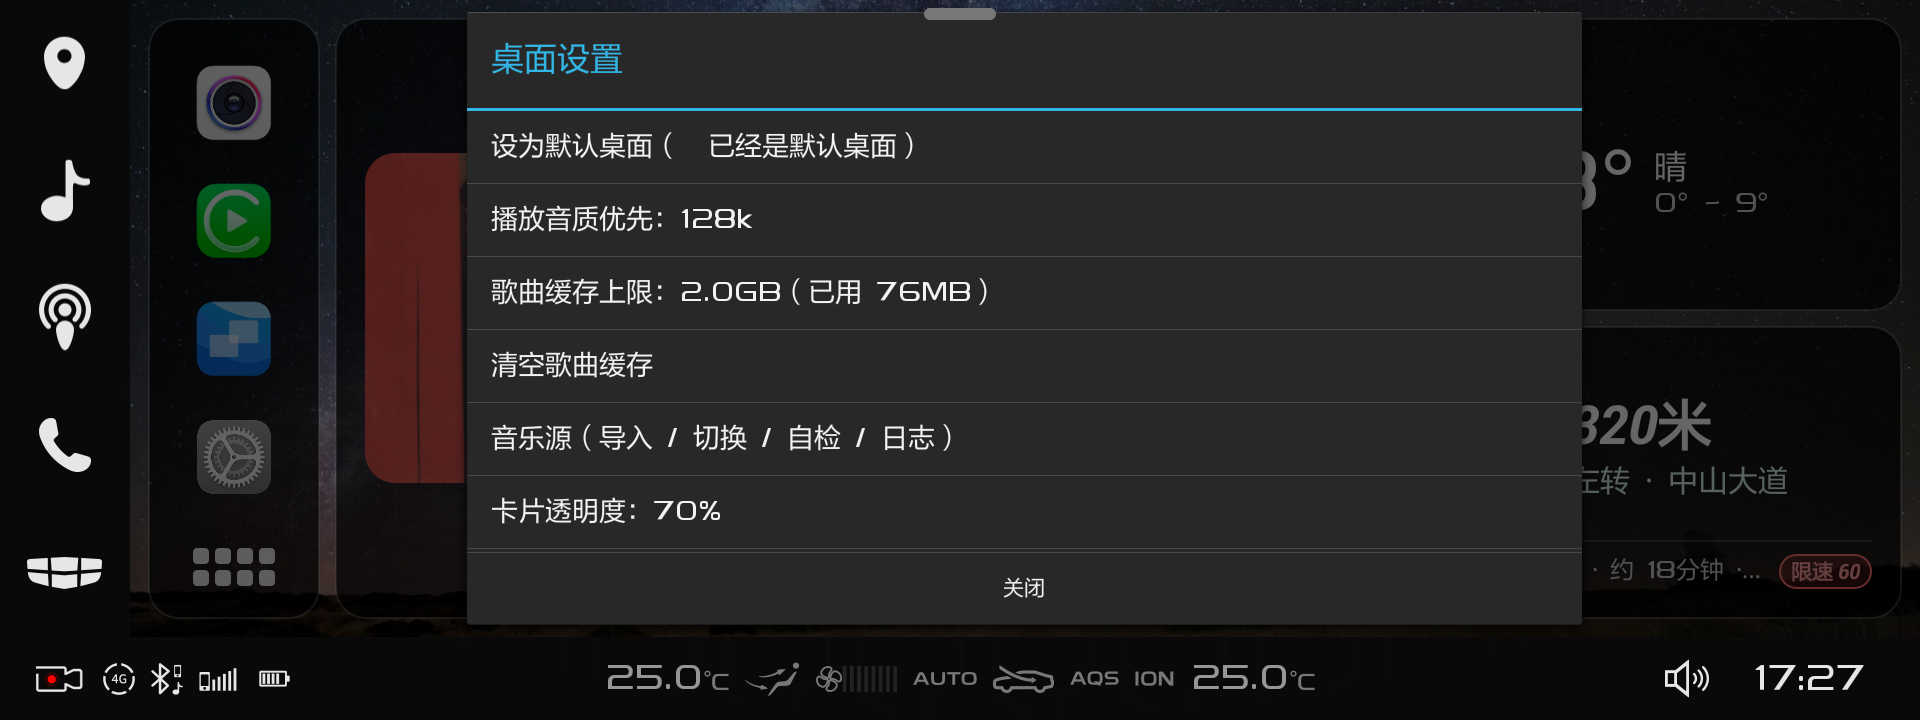 桌面设置
设为默认桌面（ 已经是默认桌面）
播放音质优先：128k
歌曲缓存上限：2.0GB（已用 76MB）
清空歌曲缓存
音乐源（导入 / 切换 / 自检 / 日志）
卡片透明度：70%
关闭
° 晴
0° – 9°
320米
左转 · 中山大道
· 约 18分钟 ·...
限速 60
4G
25.0℃
AUTO
AQS
ION
25.0℃
17:27